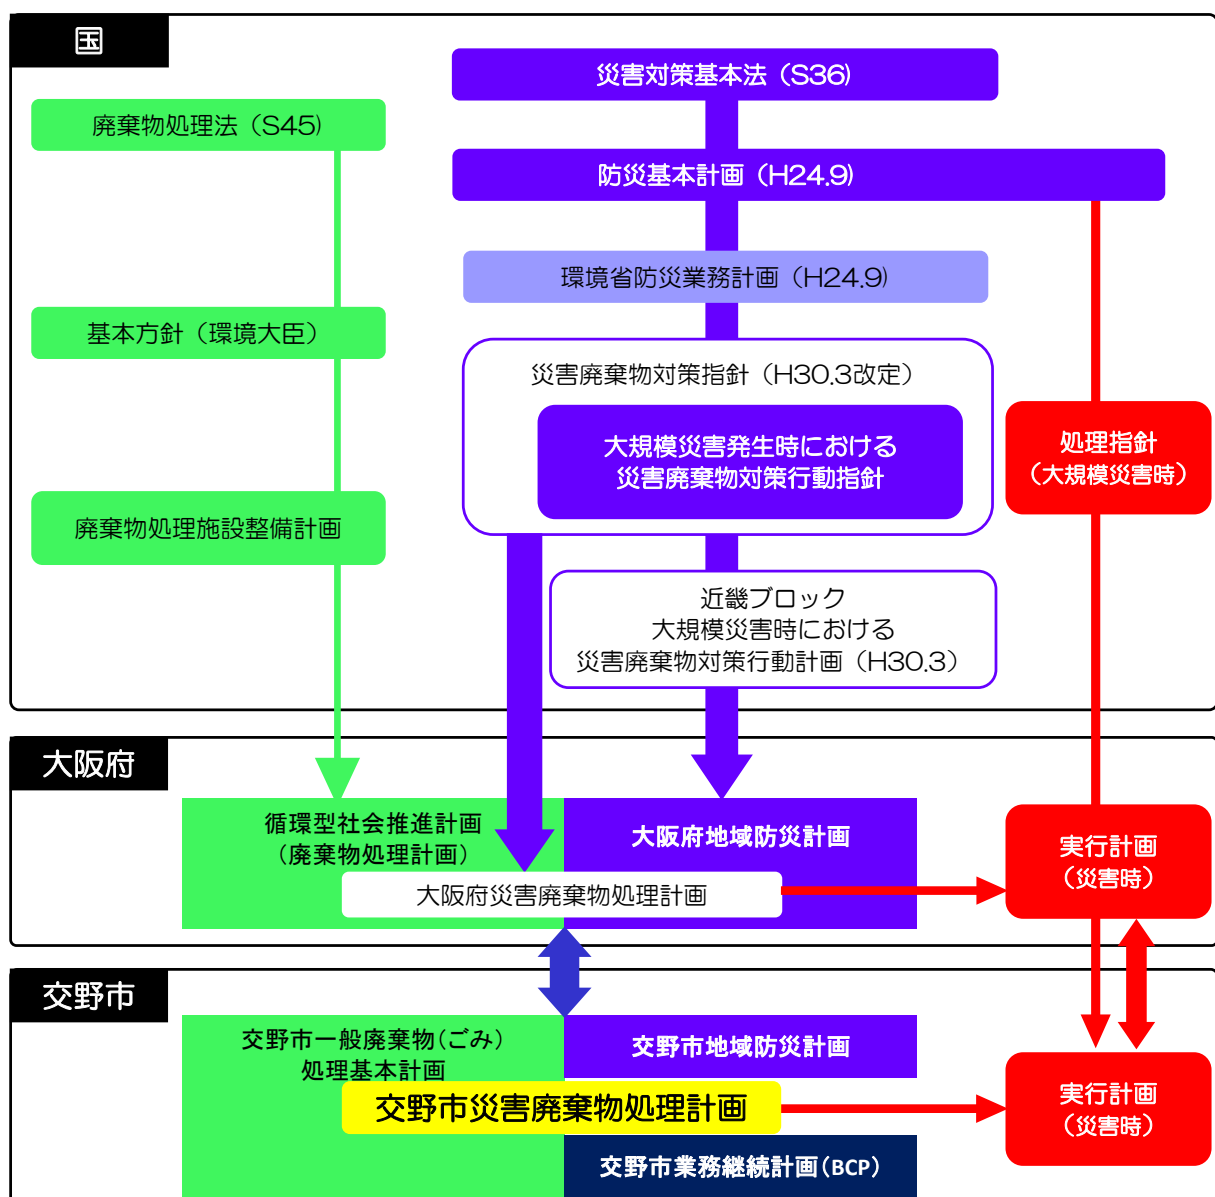 国
災害対策基本法（S36）
廃棄物処理法（S45）
防災基本計画（H24.9）
環境省防災業務計画（H24.9）
基本方針（環境大臣）
災害廃棄物対策指針（H30.3改定）
大規模災害発生時における
災害廃棄物対策行動指針
処理指針
（大規模災害時）
廃棄物処理施設整備計画
近畿ブロック
大規模災害時における
災害廃棄物対策行動計画（H30.3）
大阪府
循環型社会推進計画
（廃棄物処理計画）
大阪府地域防災計画
大阪府災害廃棄物処理計画
実行計画
（災害時）
交野市
交野市一般廃棄物（ごみ）
処理基本計画
交野市地域防災計画
交野市災害廃棄物処理計画
実行計画
（災害時）
交野市業務継続計画（BCP）